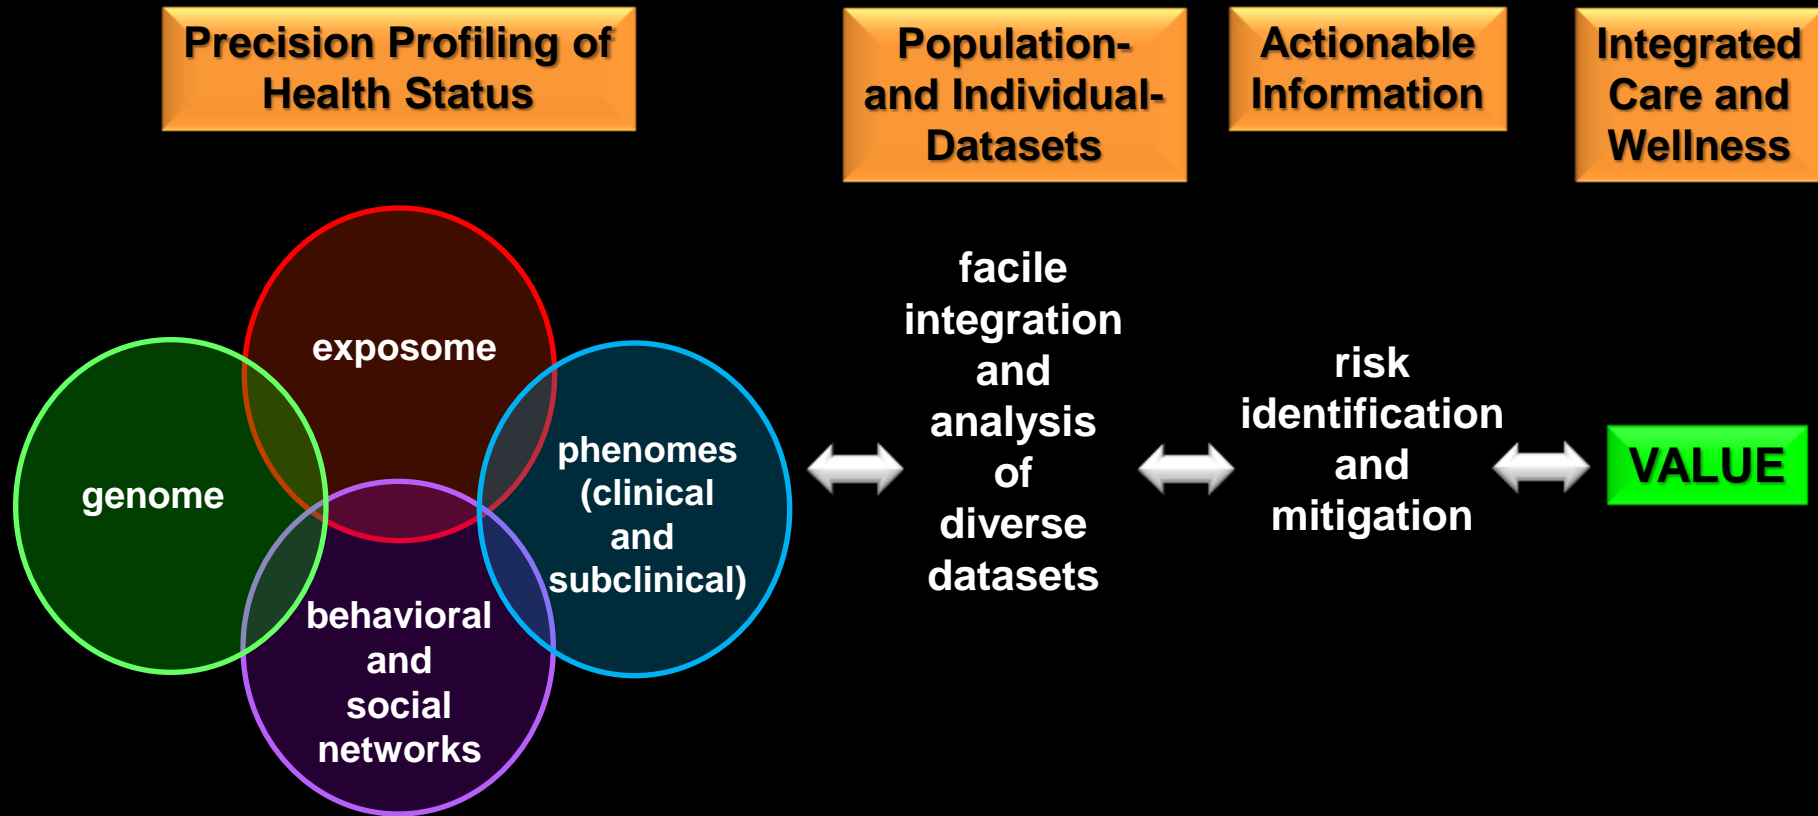 Precision Profiling of
Health Status
Population-
and Individual-
Datasets
Actionable
Information
Integrated
Care and
Wellness
exposome
genome
phenomes
(clinical
and
subclinical)
behavioral
and
social
networks
facile
integration
and
analysis
of
diverse
datasets
risk
identification
and
mitigation
VALUE